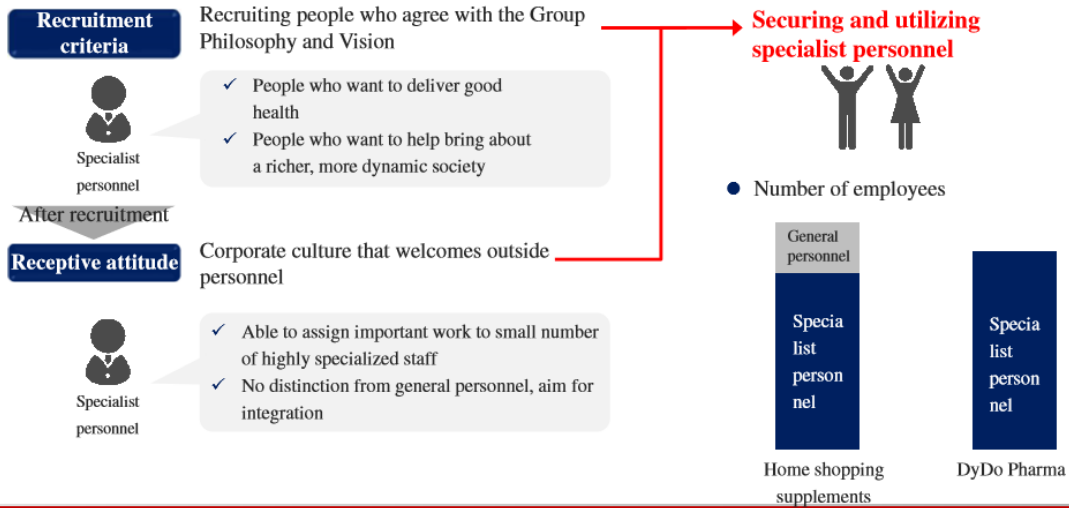 Recruitment
criteria
Recruiting people who agree with the Group
Philosophy and Vision
✓ People who want to deliver good
health
✓ People who want to help bring about
a richer, more dynamic society
Specialist
personnel
After recruitment
Receptive attitude
Corporate culture that welcomes outside
personnel
✓ Able to assign important work to small number
of highly specialized staff
✓ No distinction from general personnel, aim for
integration
Specialist
personnel
Securing and utilizing
specialist personnel
● Number of employees
General
personnel
Specia
list
person
nel
Home shopping
supplements
Specia
list
person
nel
DyDo Pharma